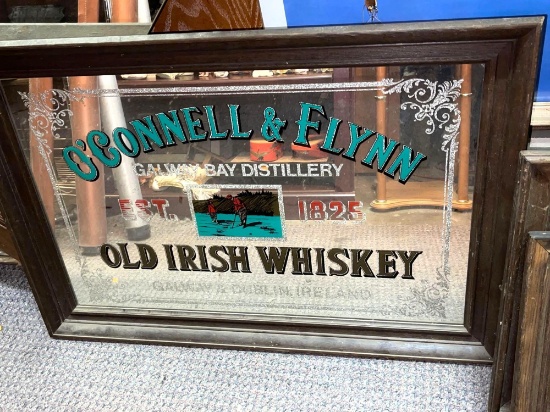 O'CONNELL & FLYNN
GALWAY BAY DISTILLERY
EST. 1825
OLD IRISH WHISKEY
GALWAY & DUBLIN, IRELAND